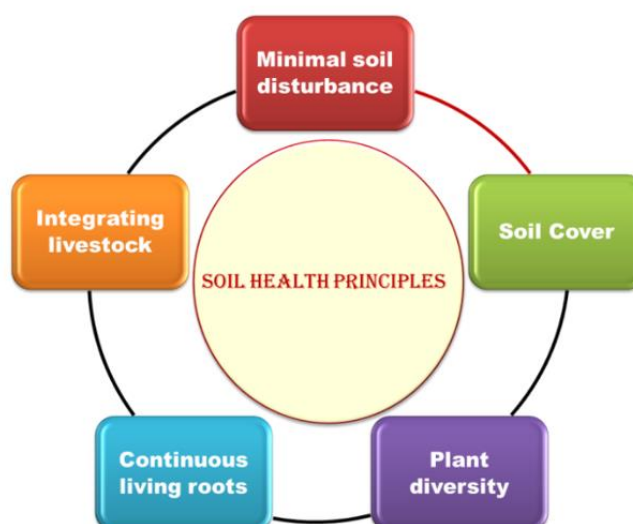 Minimal soil
disturbance
Soil Cover
Plant
diversity
Continuous
living roots
Integrating
livestock
SOIL HEALTH PRINCIPLES